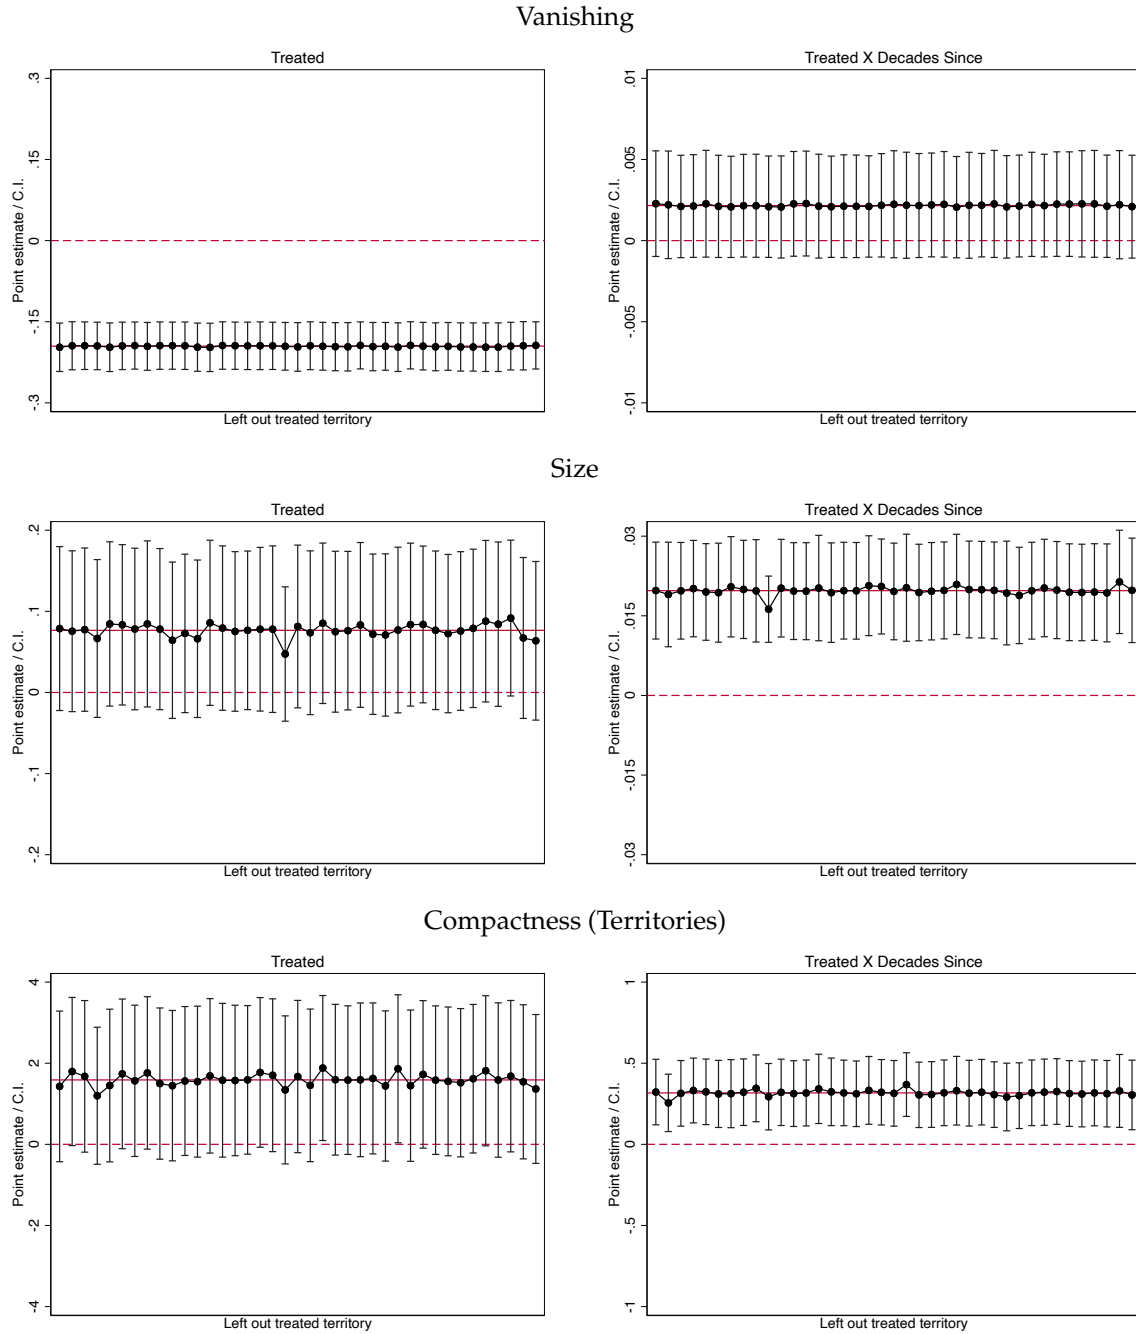 Vanishing
Treated
Point estimate / C.I.
.3
.15
0
-.15
-.3
Left out treated territory
Treated X Decades Since
Point estimate / C.I.
.01
.005
0
-.005
-.01
Left out treated territory
Size
Treated
Point estimate / C.I.
.2
.1
0
-.1
-.2
Left out treated territory
Treated X Decades Since
Point estimate / C.I.
.03
.015
0
-.015
-.03
Left out treated territory
Compactness (Territories)
Treated
Point estimate / C.I.
4
2
0
-2
-4
Left out treated territory
Treated X Decades Since
Point estimate / C.I.
1
.5
0
-.5
-1
Left out treated territory